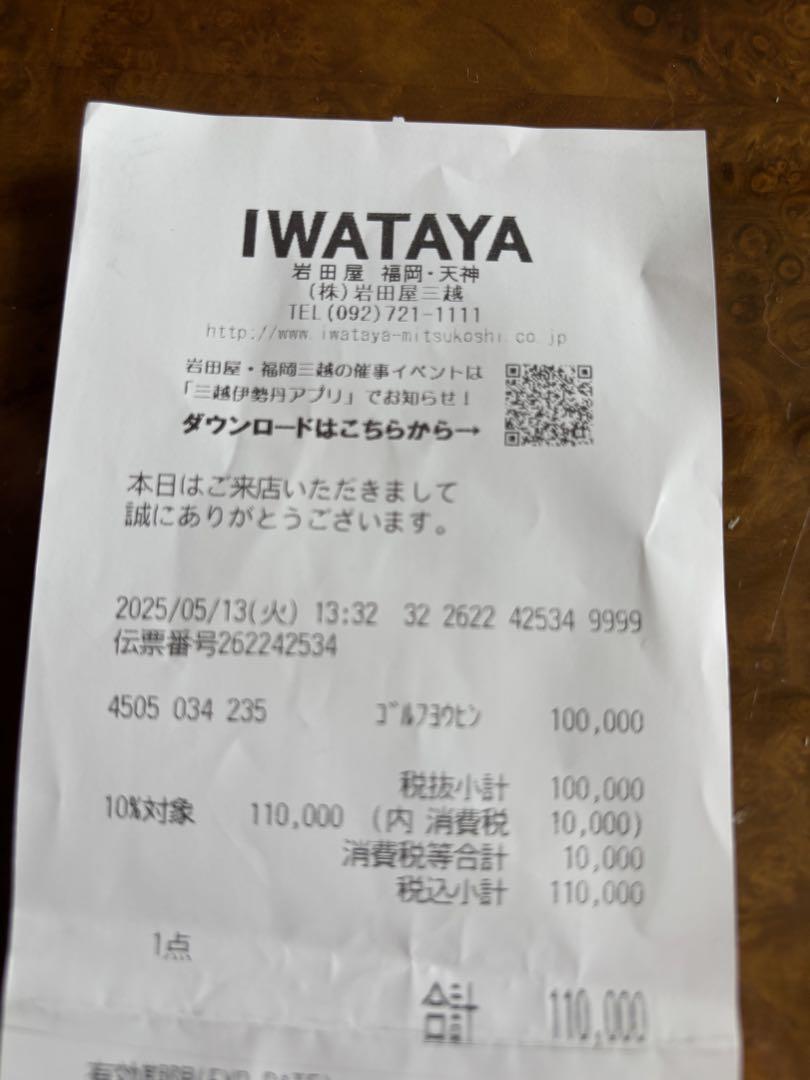 IWATAYA
岩田屋 福岡・天神
(株)岩田屋三越
TEL(092)721-1111
http://www.iwataya-mitsukoshi.co.jp
岩田屋・福岡三越の催事イベントは
「三越伊勢丹アプリ」でお知らせ!
ダウンロードはこちらから→
本日はご来店いただきまして
誠にありがとうございます。
2025/05/13(火) 13:32 32 2622 42534 9999
伝票番号262242534
4505 034 235 ゴルフヨウヒン 100,000
税抜小計 100,000
10%対象 110,000 (内 消費税 10,000)
消費税等合計 10,000
税込小計 110,000
1点
合計 110,000
有効期限(EXP.DATE)